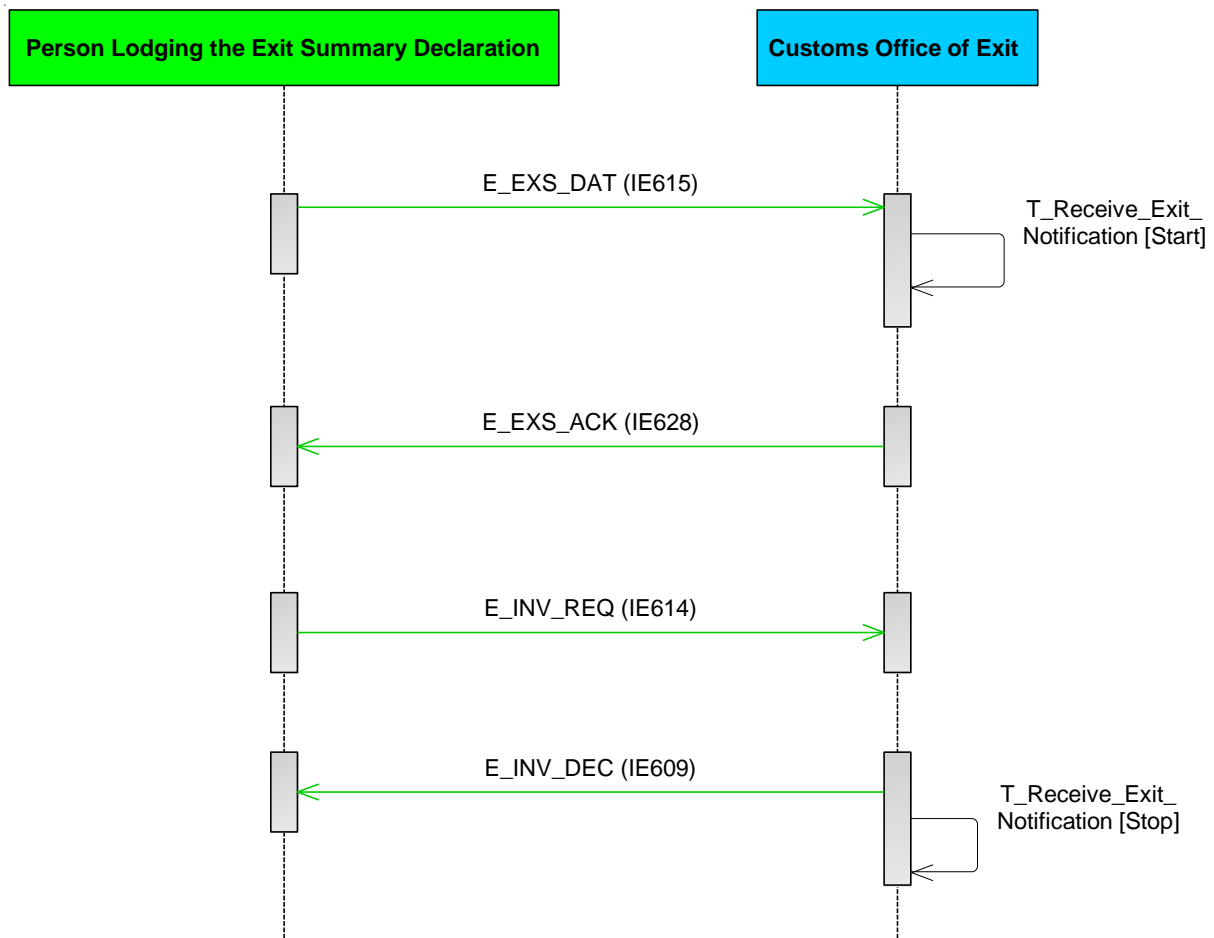 Person Lodging the Exit Summary Declaration
Customs Office of Exit
E_EXS_DAT (IE615)
T_Receive_Exit_
Notification [Start]
E_EXS_ACK (IE628)
E_INV_REQ (IE614)
E_INV_DEC (IE609)
T_Receive_Exit_
Notification [Stop]